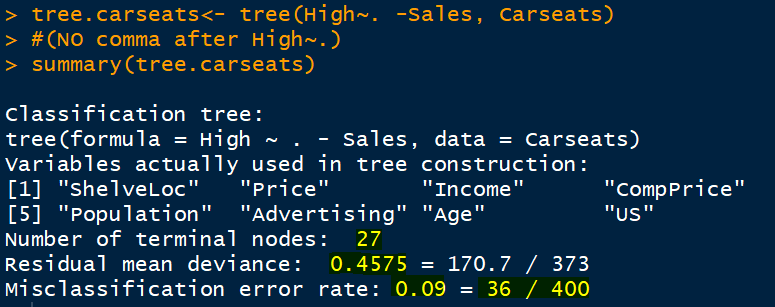 > tree.carseats<- tree(High~. -Sales, Carseats)
> #(NO comma after High~.)
> summary(tree.carseats)
Classification tree:
tree(formula = High ~ . - Sales, data = Carseats)
Variables actually used in tree construction:
[1] "ShelveLoc"   "Price"       "Income"      "CompPrice"
[5] "Population"  "Advertising" "Age"         "US"
Number of terminal nodes:  27
Residual mean deviance:  0.4575 = 170.7 / 373
Misclassification error rate: 0.09 = 36 / 400